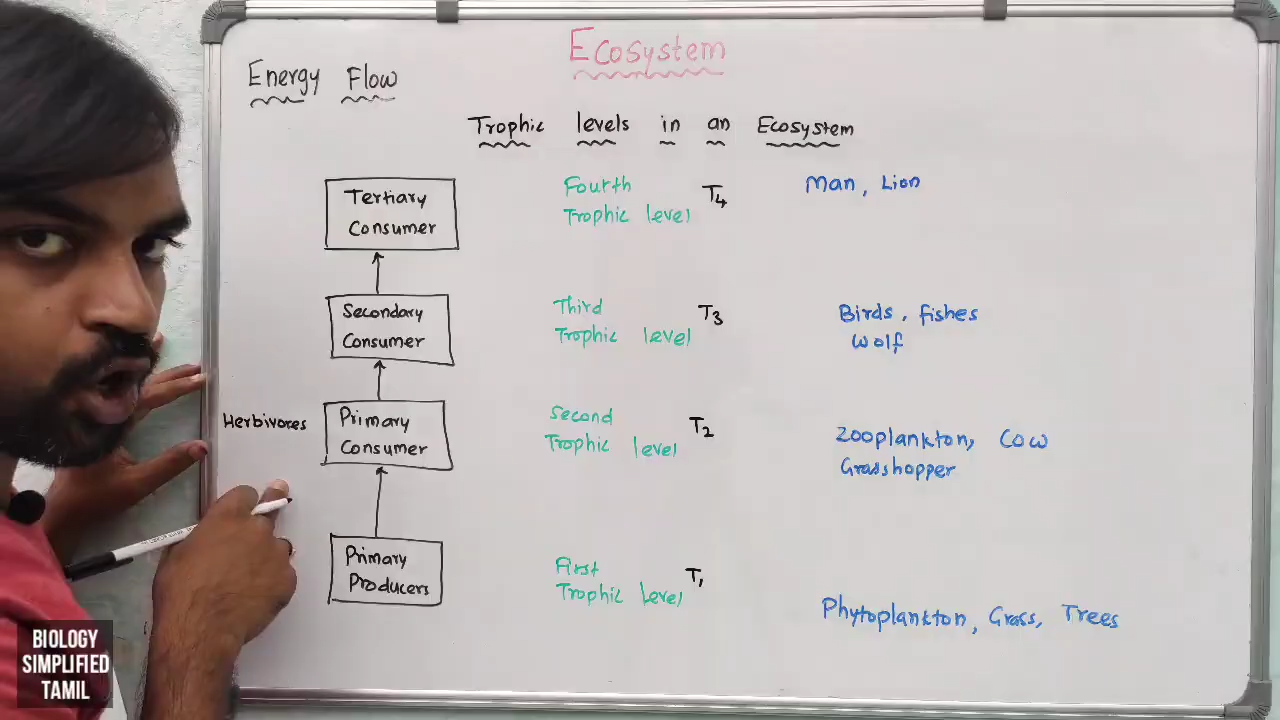 Ecosystem
Energy Flow
Trophic levels in an Ecosystem
Tertiary
Consumer
Fourth
Trophic level
T4
Man, Lion
Secondary
Consumer
Third
Trophic level
T3
Birds, fishes
Wolf
Herbivores
Primary
Consumer
Second
Trophic level
T2
Zooplankton, Cow
Grasshopper
Primary
Producers
First
Trophic level
T1
Phytoplankton, Grass, Trees
BIOLOGY
SIMPLIFIED
TAMIL